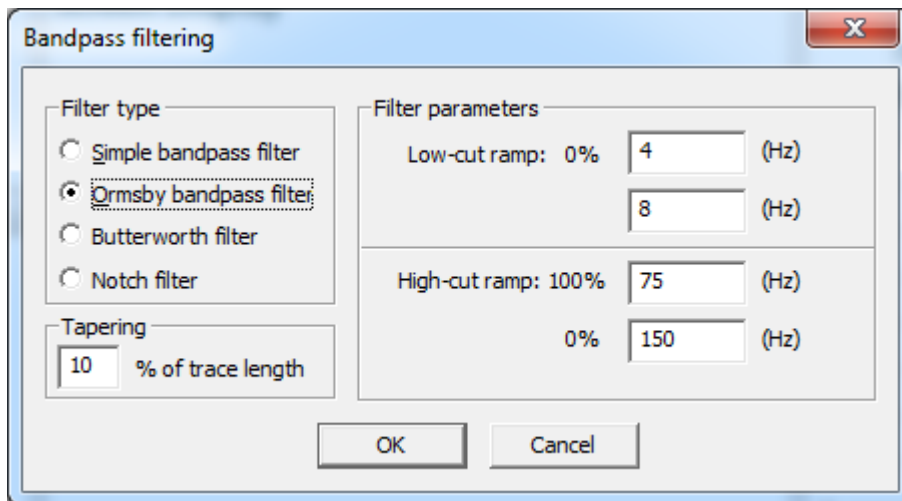 Bandpass filtering
x
Filter type
Simple bandpass filter
Ormsby bandpass filter
Butterworth filter
Notch filter
Tapering
10 % of trace length
Filter parameters
Low-cut ramp: 0% 4 (Hz)
8 (Hz)
High-cut ramp: 100% 75 (Hz)
0% 150 (Hz)
OK Cancel